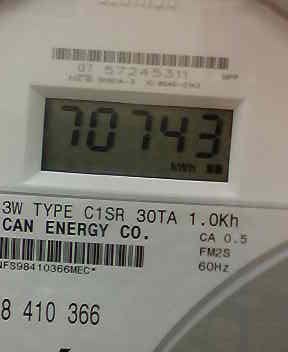 07 57245311
70743
kWh
3W TYPE C1SR 30TA 1.0Kh
CAN ENERGY CO.
CA 0.5
FM2S
NFS98410366MEC*
60Hz
8 410 366